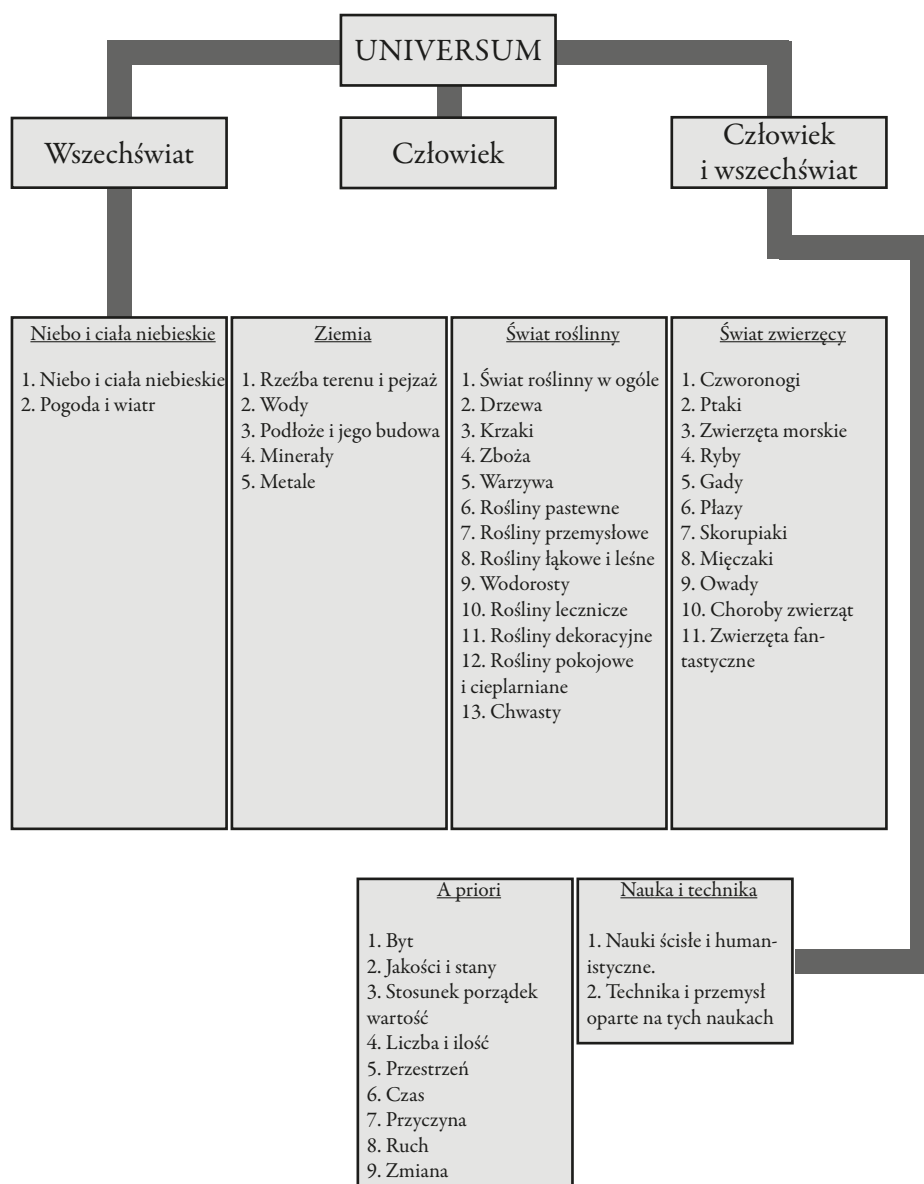 UNIVERSUM
Wszechświat
Człowiek
Człowiek
i wszechświat
Niebo i ciała niebieskie
1. Niebo i ciała niebieskie
2. Pogoda i wiatr
Ziemia
1. Rzeźba terenu i pejzaż
2. Wody
3. Podłoże i jego budowa
4. Minerały
5. Metale
Świat roślinny
1. Świat roślinny w ogóle
2. Drzewa
3. Krzaki
4. Zboża
5. Warzywa
6. Rośliny pastewne
7. Rośliny przemysłowe
8. Rośliny łąkowe i leśne
9. Wodorosty
10. Rośliny lecznicze
11. Rośliny dekoracyjne
12. Rośliny pokojowe
i cieplarniane
13. Chwasty
Świat zwierzęcy
1. Czworonogi
2. Ptaki
3. Zwierzęta morskie
4. Ryby
5. Gady
6. Płazy
7. Skorupiaki
8. Mięczaki
9. Owady
10. Choroby zwierząt
11. Zwierzęta fan-
tastyczne
A priori
1. Byt
2. Jakości i stany
3. Stosunek porządek
wartość
4. Liczba i ilość
5. Przestrzeń
6. Czas
7. Przyczyna
8. Ruch
9. Zmiana
Nauka i technika
1. Nauki ścisłe i human-
istyczne.
2. Technika i przemysł
oparte na tych naukach